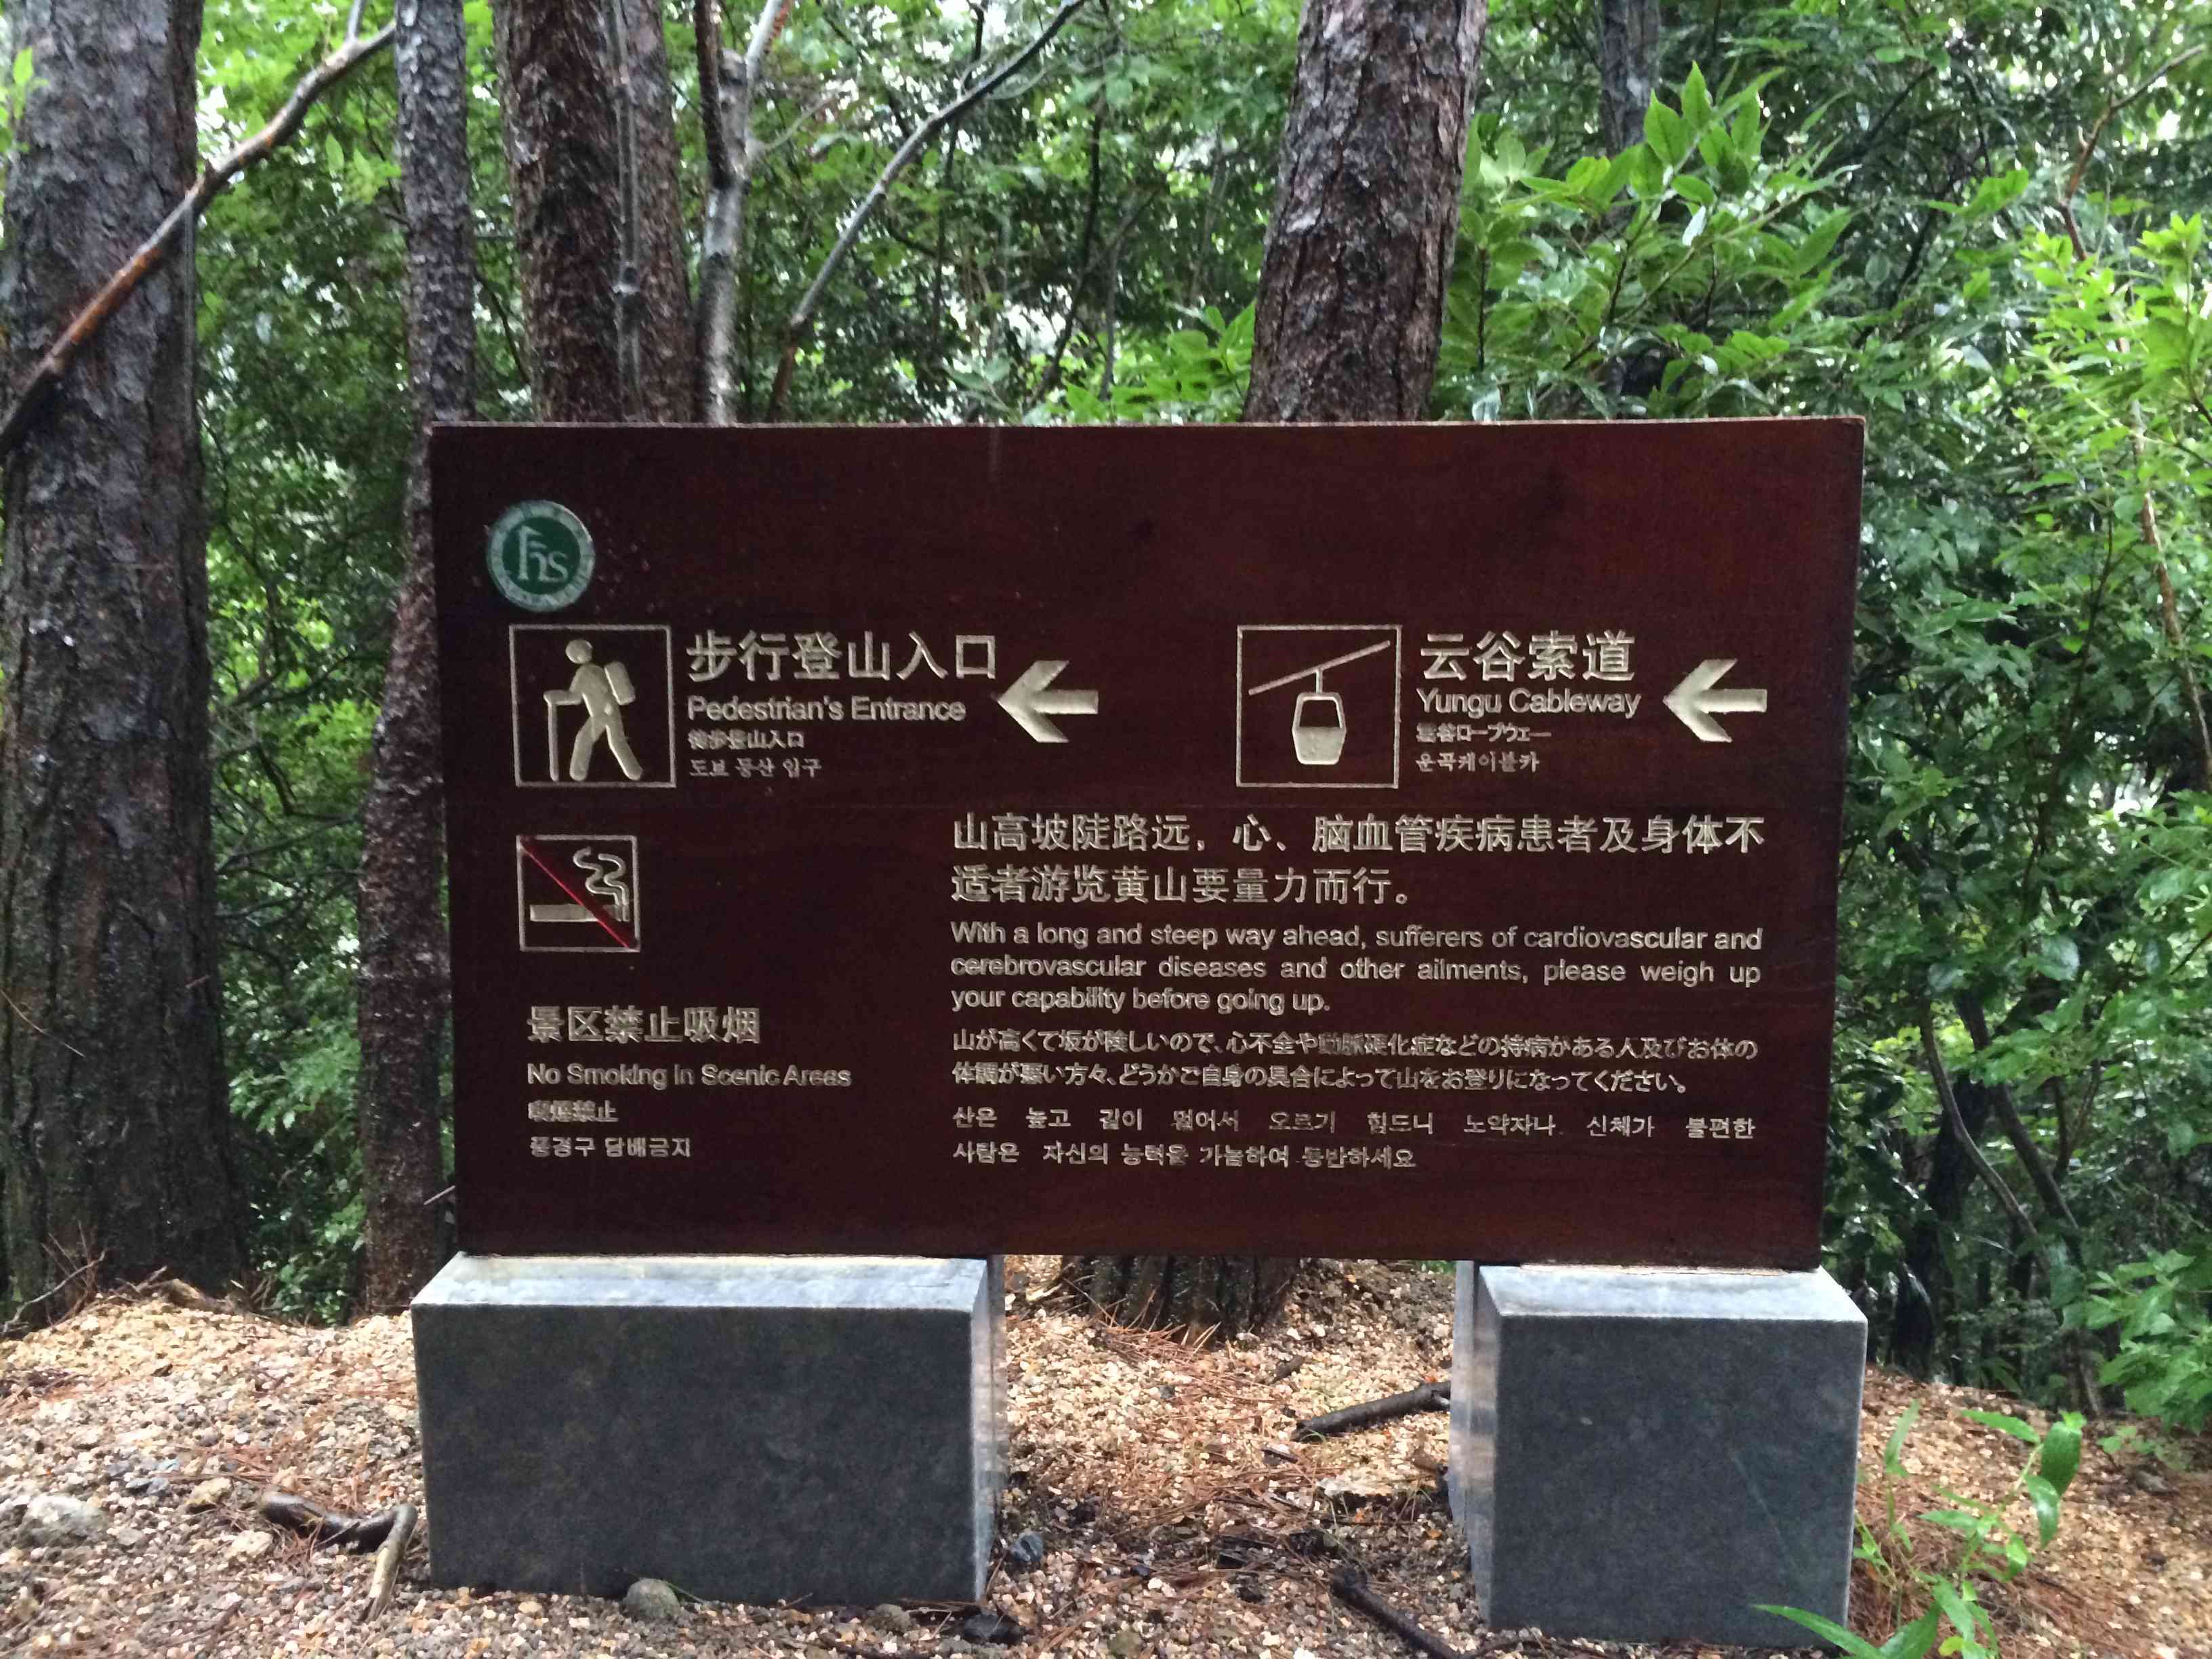 hs
步行登山入口
Pedestrian's Entrance
徒步登山入口
도보 등산 입구
云谷索道
Yungu Cableway
雲谷ロープウェー
운곡케이블카
景区禁止吸烟
No Smoking in Scenic Areas
喫煙禁止
풍경구 담배금지
山高坡陡路远，心、脑血管疾病患者及身体不
适者游览黄山要量力而行。
With a long and steep way ahead, sufferers of cardiovascular and
cerebrovascular diseases and other ailments, please weigh up
your capability before going up.
山が高くて坂が険しいので、心不全や動脈硬化症などの持病がある人及びお体の
体調が悪い方々、どうかご自身の具合によって山をお登りになってください。
산은 높고 길이 멀어서 오르기 힘드니 노약자나 신체가 불편한
사람은 자신의 능력을 가늠하여 등반하세요